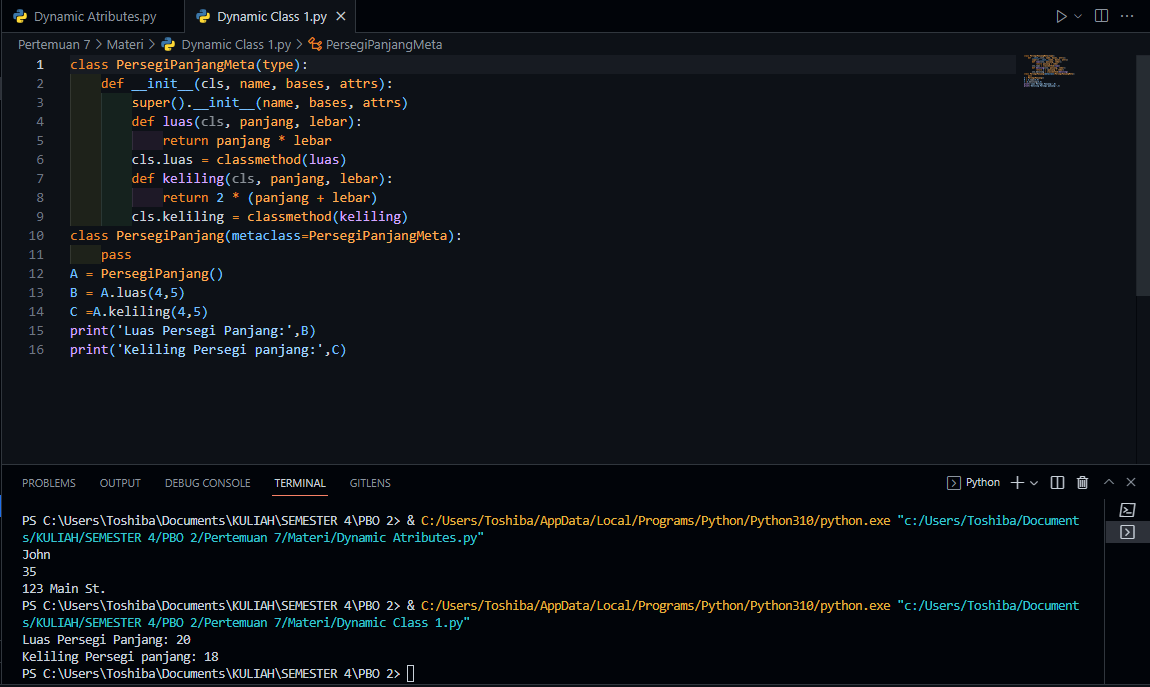 Dynamic Atributes.py
Dynamic Class 1.py
Pertemuan 7 > Materi > Dynamic Class 1.py > PersegiPanjangMeta
1 class PersegiPanjangMeta(type):
2     def __init__(cls, name, bases, attrs):
3         super().__init__(name, bases, attrs)
4         def luas(cls, panjang, lebar):
5             return panjang * lebar
6         cls.luas = classmethod(luas)
7         def keliling(cls, panjang, lebar):
8             return 2 * (panjang + lebar)
9         cls.keliling = classmethod(keliling)
10 class PersegiPanjang(metaclass=PersegiPanjangMeta):
11     pass
12 A = PersegiPanjang()
13 B = A.luas(4,5)
14 C =A.keliling(4,5)
15 print('Luas Persegi Panjang:',B)
16 print('Keliling Persegi panjang:',C)
PROBLEMS OUTPUT DEBUG CONSOLE TERMINAL GITLENS Python
PS C:\Users\Toshiba\Documents\KULIAH\SEMESTER 4\PBO 2> & C:/Users/Toshiba/AppData/Local/Programs/Python/Python310/python.exe "c:/Users/Toshiba/Document
s/KULIAH/SEMESTER 4/PBO 2/Pertemuan 7/Materi/Dynamic Atributes.py"
John
35
123 Main St.
PS C:\Users\Toshiba\Documents\KULIAH\SEMESTER 4\PBO 2> & C:/Users/Toshiba/AppData/Local/Programs/Python/Python310/python.exe "c:/Users/Toshiba/Document
s/KULIAH/SEMESTER 4/PBO 2/Pertemuan 7/Materi/Dynamic Class 1.py"
Luas Persegi Panjang: 20
Keliling Persegi panjang: 18
PS C:\Users\Toshiba\Documents\KULIAH\SEMESTER 4\PBO 2>